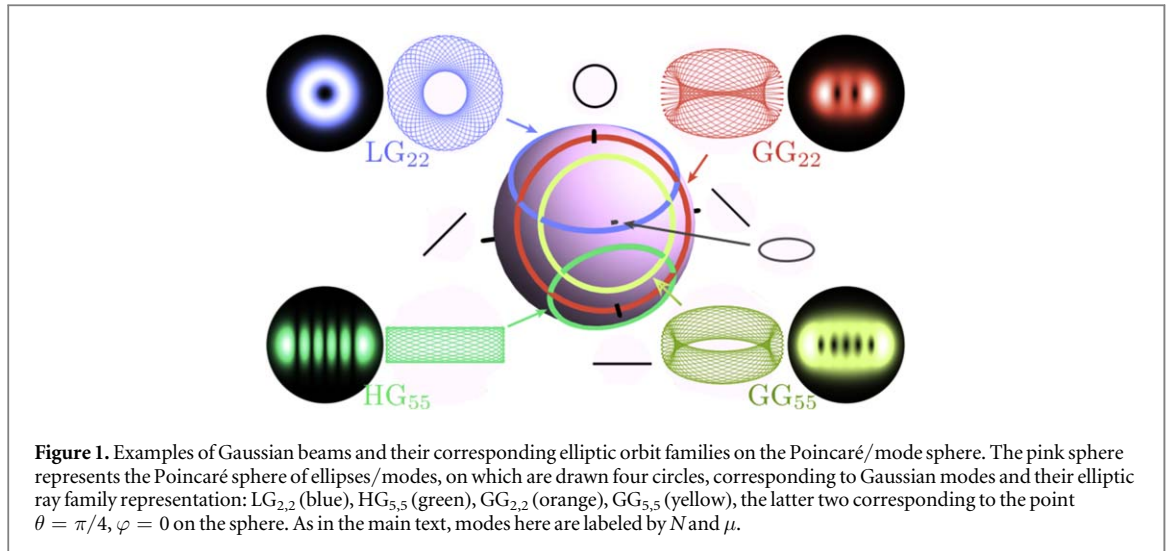 LG₂₂
GG₂₂
HG₅₅
GG₅₅
Figure 1. Examples of Gaussian beams and their corresponding elliptic orbit families on the Poincaré/mode sphere. The pink sphere
represents the Poincaré sphere of ellipses/modes, on which are drawn four circles, corresponding to Gaussian modes and their elliptic
ray family representation: LG₂,₂ (blue), HG₅,₅ (green), GG₂,₂ (orange), GG₅,₅ (yellow), the latter two corresponding to the point
θ = π/4, φ = 0 on the sphere. As in the main text, modes here are labeled by N and μ.